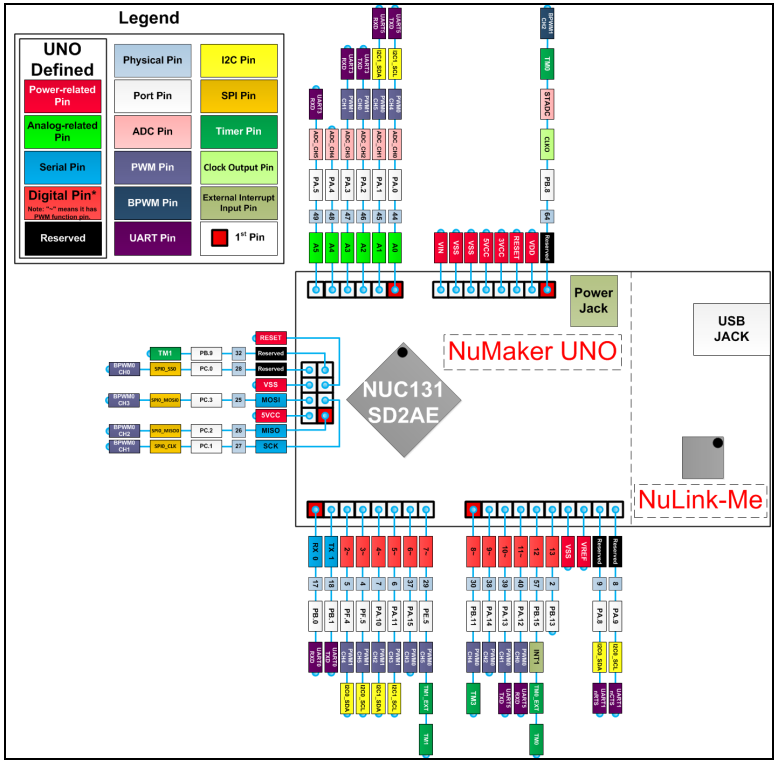 Legend
UNO
Defined
Power-related
Pin
Analog-related
Pin
Serial Pin
Digital Pin*
Note: "~" means it has
PWM function pin.
Reserved
Physical Pin
Port Pin
ADC Pin
PWM Pin
BPWM Pin
UART Pin
I2C Pin
SPI Pin
Timer Pin
Clock Output Pin
External Interrupt
Input Pin
1st Pin
UART3
RXD
ADC_CH5
PA.5
49
A5
ADC_CH4
PA.4
48
A4
UART3
RXD
PWM1
CH1
ADC_CH3
PA.3
47
A3
UART3
TXD
PWM1
CH0
ADC_CH2
PA.2
46
A2
UART5
RXD
I2C1_SDA
PWM0
CH5
ADC_CH1
PA.1
45
A1
UART5
TXD
I2C1_SCL
PWM0
CH4
ADC_CH0
PA.0
44
A0
VIN
VSS
VSS
5VCC
3VCC
RESET
VDD
BPWM1
CH2
TM0
STADC
CLKO
PB.8
64
Reserved
Power
Jack
USB
JACK
NuMaker UNO
NUC131
SD2AE
NuLink-Me
RESET
TM1
PB.9
32
Reserved
BPWM0
CH0
SPI0_SS0
PC.0
28
Reserved
VSS
BPWM0
CH3
SPI0_MOSI0
PC.3
25
MOSI
5VCC
BPWM0
CH2
SPI0_MISO0
PC.2
26
MISO
BPWM0
CH1
SPI0_CLK
PC.1
27
SCK
RX_0
17
PB.0
UART0
RXD
TX_1
18
PB.1
UART0
TXD
2~
5
PF.4
PWM1
CH4
I2C0_SDA
3~
4
PF.5
PWM1
CH5
I2C0_SCL
4~
7
PA.10
PWM1
CH2
I2C1_SDA
5~
6
PA.11
PWM1
CH3
I2C1_SCL
6~
37
PA.15
PWM0
CH3
7~
29
PE.5
PWM0
CH5
TM1_EXT
TM1
8~
30
PB.11
PWM0
CH4
TM3
9~
38
PA.14
PWM0
CH2
10~
39
PA.13
PWM0
CH1
UART5
TXD
11~
40
PA.12
PWM0
CH0
UART5
RXD
12
57
PB.15
INT1
TM0_EXT
TM0
13
2
PB.13
VSS
VREF
Reserved
9
PA.8
I2C0_SDA
UART1
nRTS
Reserved
8
PA.9
I2C0_SCL
UART1
nCTS